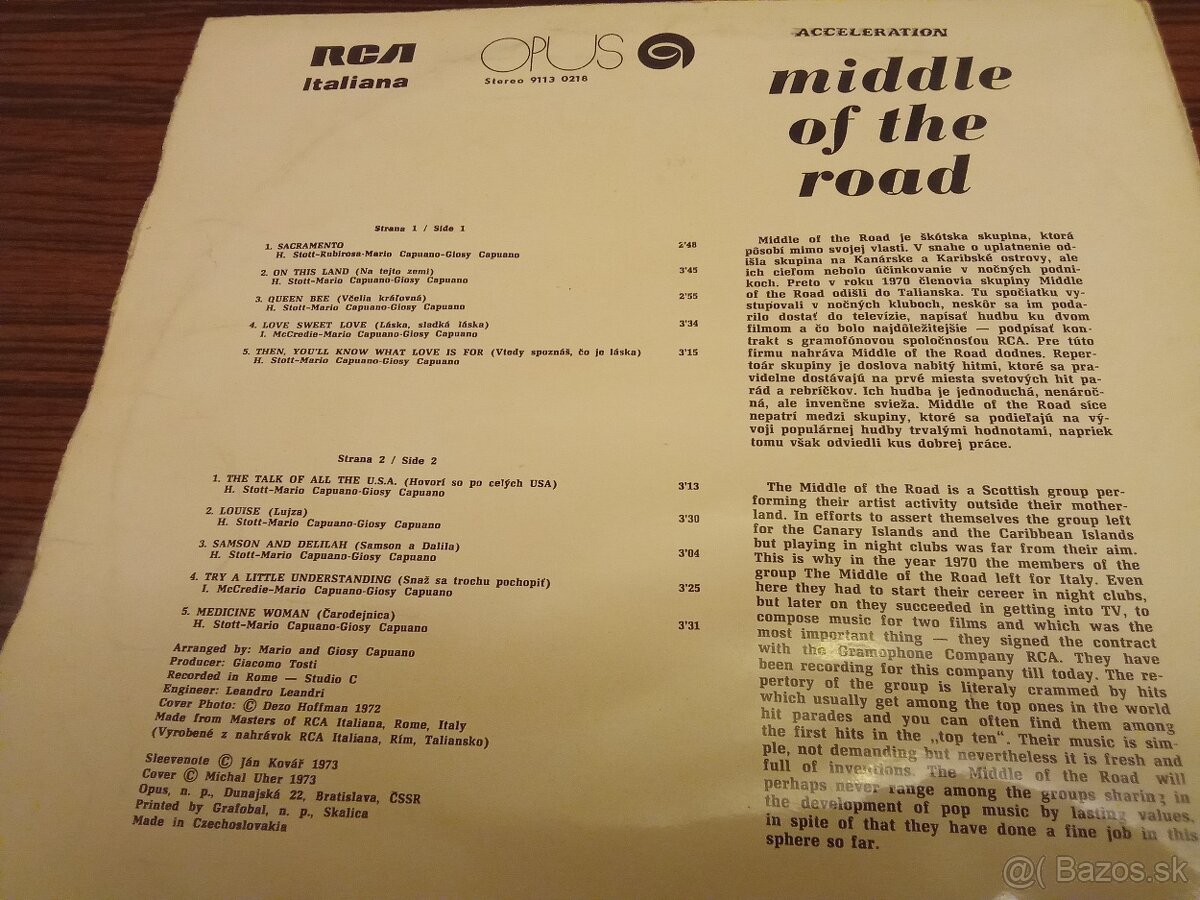 RCA
Italiana
OPUS
Stereo 9113 0218
ACCELERATION
middle
of the
road
Strana 1 / Side 1
1. SACRAMENTO 2'48
H. Stott-Rubirosa-Mario Capuano-Giosy Capuano
2. ON THIS LAND (Na tejto zemi) 3'45
H. Stott-Mario Capuano-Giosy Capuano
3. QUEEN BEE (Včelia kráľovná) 2'55
H. Stott-Mario Capuano-Giosy Capuano
4. LOVE SWEET LOVE (Láska, sladká láska) 3'34
I. McCredie-Mario Capuano-Giosy Capuano
5. THEN, YOU'LL KNOW WHAT LOVE IS FOR (Vtedy spoznáš, čo je láska) 3'15
H. Stott-Mario Capuano-Giosy Capuano
Strana 2 / Side 2
1. THE TALK OF ALL THE U.S.A. (Hovorí so po celých USA) 3'13
H. Stott-Mario Capuano-Giosy Capuano
2. LOUISE (Lujza) 3'30
H. Stott-Mario Capuano-Giosy Capuano
3. SAMSON AND DELILAH (Samson a Dalila) 3'04
H. Stott-Mario Capuano-Giosy Capuano
4. TRY A LITTLE UNDERSTANDING (Snaž sa trochu pochopiť) 3'25
I. McCredie-Mario Capuano-Giosy Capuano
5. MEDICINE WOMAN (Čarodejnica) 3'31
H. Stott-Mario Capuano-Giosy Capuano
Arranged by: Mario and Giosy Capuano
Producer: Giacomo Tosti
Recorded in Rome — Studio C
Engineer: Leandro Leandri
Cover Photo: © Dezo Hoffman 1972
Made from Masters of RCA Italiana, Rome, Italy
(Vyrobené z nahrávok RCA Italiana, Rím, Taliansko)
Sleevenote © Ján Kovář 1973
Cover © Michal Uher 1973
Opus, n. p., Dunajská 22, Bratislava, ČSSR
Printed by Grafobal, n. p., Skalica
Made in Czechoslovakia
Middle of the Road je škótska skupina, ktorá
pôsobí mimo svojej vlasti. V snahe o uplatnenie od-
išla skupina na Kanárske a Karibské ostrovy, ale
ich cieľom nebolo účinkovanie v nočných podni-
koch. Preto v roku 1970 členovia skupiny Middle
of the Road odišli do Talianska. Tu spočiatku vy-
stupovali v nočných kluboch, neskôr sa im poda-
rilo dostať do televízie, napísať hudbu ku dvom
filmom a čo bolo najdôležitejšie — podpísať kon-
trakt s gramofónovou spoločnosťou RCA. Pre túto
firmu nahráva Middle of the Road dodnes. Reper-
toár skupiny je doslova nabitý hitmi, ktoré sa pra-
videlne dostávajú na prvé miesta svetových hit pa-
rád a rebríčkov. Ich hudba je jednoduchá, nenároč-
ná, ale invenčne svieža. Middle of the Road síce
nepatrí medzi skupiny, ktoré sa podieľajú na vý-
voji populárnej hudby trvalými hodnotami, napriek
tomu však odviedli kus dobrej práce.
The Middle of the Road is a Scottish group per-
forming their artist activity outside their mother-
land. In efforts to assert themselves the group left
for the Canary Islands and the Caribbean Islands
but playing in night clubs was far from their aim.
This is why in the year 1970 the members of the
group The Middle of the Road left for Italy. Even
here they had to start their cereer in night clubs,
but later on they succeeded in getting into TV, to
compose music for two films and which was the
most important thing — they signed the contract
with the Gramophone Company RCA. They have
been recording for this company till today. The re-
pertory of the group is literaly crammed by hits
which usually get among the top ones in the world
hit parades and you can often find them among
the first hits in the „top ten“. Their music is sim-
ple, not demanding but nevertheless it is fresh and
full of inventions. The Middle of the Road will
perhaps never range among the groups sharing in
the development of pop music by lasting values,
in spite of that they have done a fine job in this
sphere so far.
@( Bazos.sk